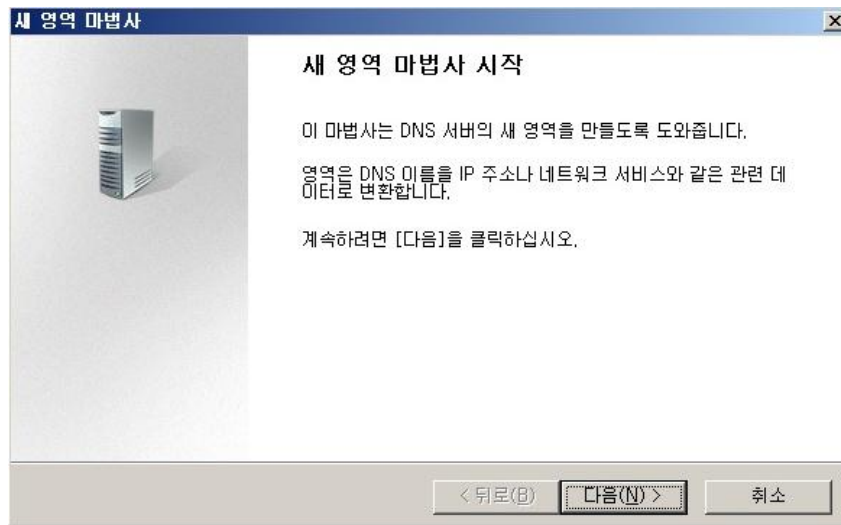 새 영역 마법사
새 영역 마법사 시작
이 마법사는 DNS 서버의 새 영역을 만들도록 도와줍니다.
영역은 DNS 이름을 IP 주소나 네트워크 서비스와 같은 관련 데
이터로 변환합니다.
계속하려면 [다음]을 클릭하십시오.
< 뒤로(B) 다음(N) > 취소